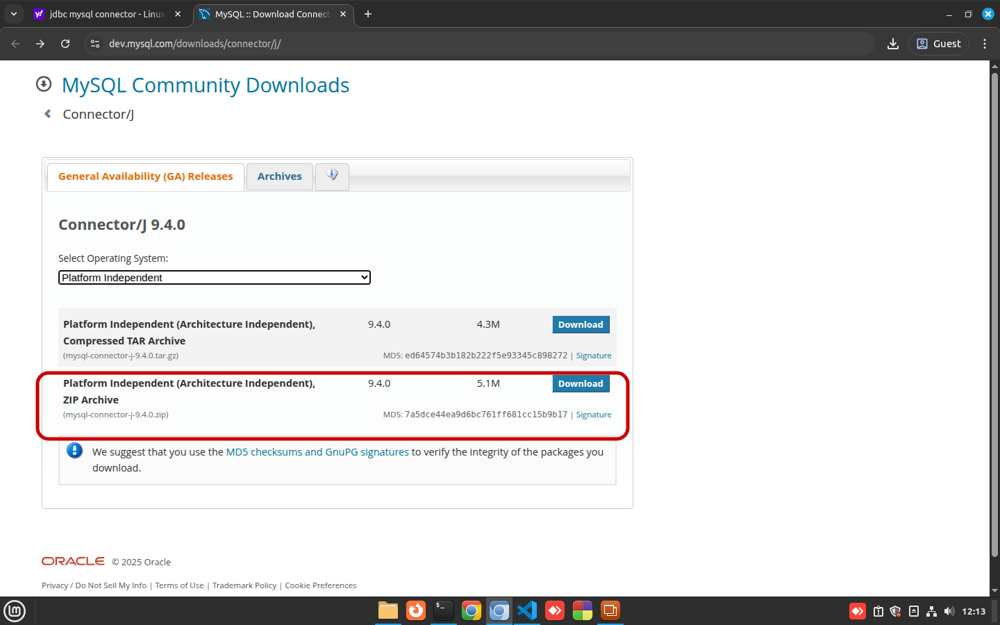 jdbc mysql connector - Linux
MySQL :: Download Connect
dev.mysql.com/downloads/connector/j/
Guest
MySQL Community Downloads
Connector/J
General Availability (GA) Releases
Archives
Connector/J 9.4.0
Select Operating System:
Platform Independent
Platform Independent (Architecture Independent), 9.4.0 4.3M Download
Compressed TAR Archive
(mysql-connector-j-9.4.0.tar.gz) MD5: ed64574b3b182b222f5e93345c898272 | Signature
Platform Independent (Architecture Independent), 9.4.0 5.1M Download
ZIP Archive
(mysql-connector-j-9.4.0.zip) MD5: 7a5dce44ea9d6bc761ff681cc15b9b17 | Signature
We suggest that you use the MD5 checksums and GnuPG signatures to verify the integrity of the packages you
download.
ORACLE © 2025 Oracle
Privacy / Do Not Sell My Info | Terms of Use | Trademark Policy | Cookie Preferences
12:13